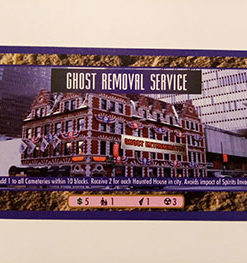 GHOST REMOVAL SERVICE
add 1 to all Cemeteries within 10 blocks. Receive 2 for each Haunted House in city. Avoids impact of Spirits
$ 5 1 1 3